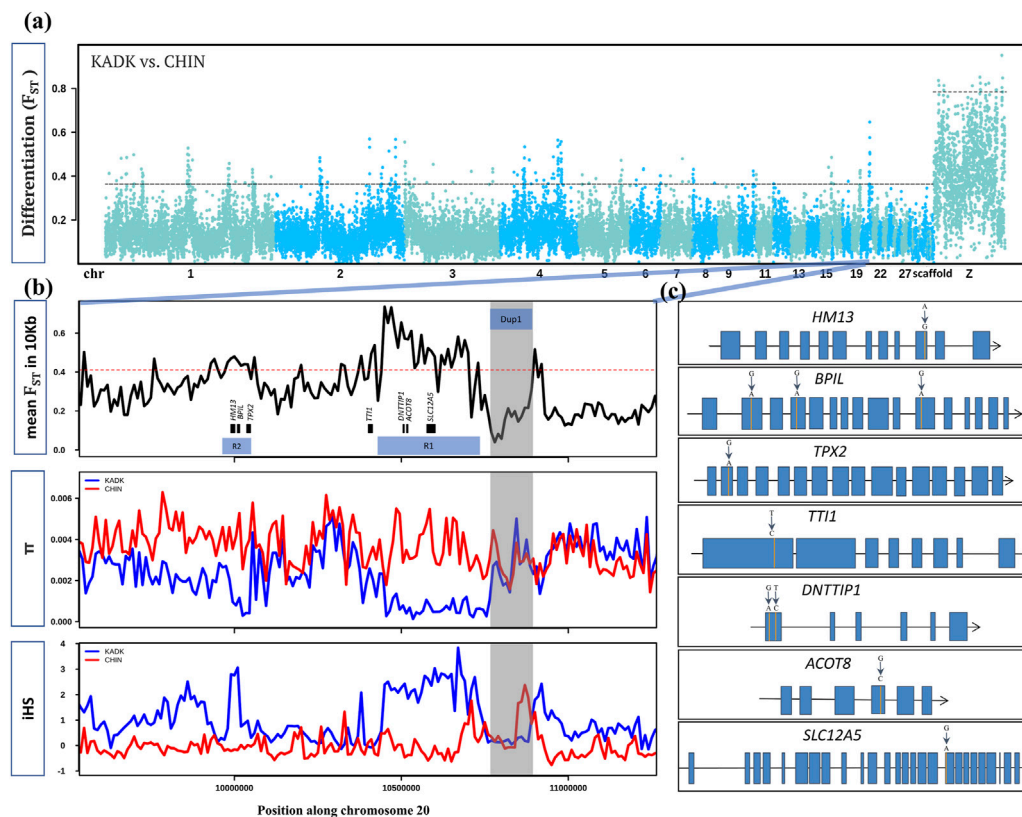 (a)
Differentiation (FST)
KADK vs. CHIN
0.8
0.6
0.4
0.2
chr 1 2 3 4 5 6 7 8 9 11 13 15 19 22 27 scaffold Z
(b)
mean FST in 10Kb
0.6
0.4
0.2
0.0
Dup1
HM13
BPIL
TPX2
TTI1
DNTTIP1
ACOT8
SLC12A5
R2
R1
π
KADK
CHIN
0.006
0.004
0.002
0.000
iHS
KADK
CHIN
4
3
2
1
0
-1
10000000 10500000 11000000
Position along chromosome 20
(c)
HM13
A
G
BPIL
G G G
A A A
TPX2
G
A
TTI1
T
C
DNTTIP1
G T
A C
ACOT8
G
C
SLC12A5
G
A